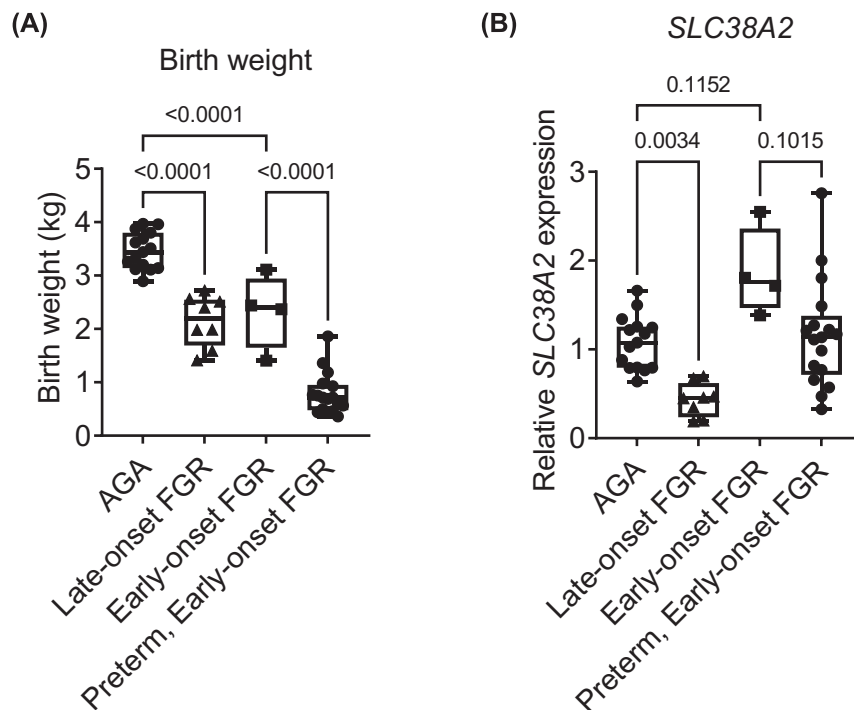 (A)
Birth weight
<0.0001
<0.0001
<0.0001
Birth weight (kg)
5
4
3
2
1
0
AGA
Late-onset FGR
Early-onset FGR
Preterm, Early-onset FGR
(B)
SLC38A2
0.1152
0.0034
0.1015
Relative SLC38A2 expression
3
2
1
0
AGA
Late-onset FGR
Early-onset FGR
Preterm, Early-onset FGR